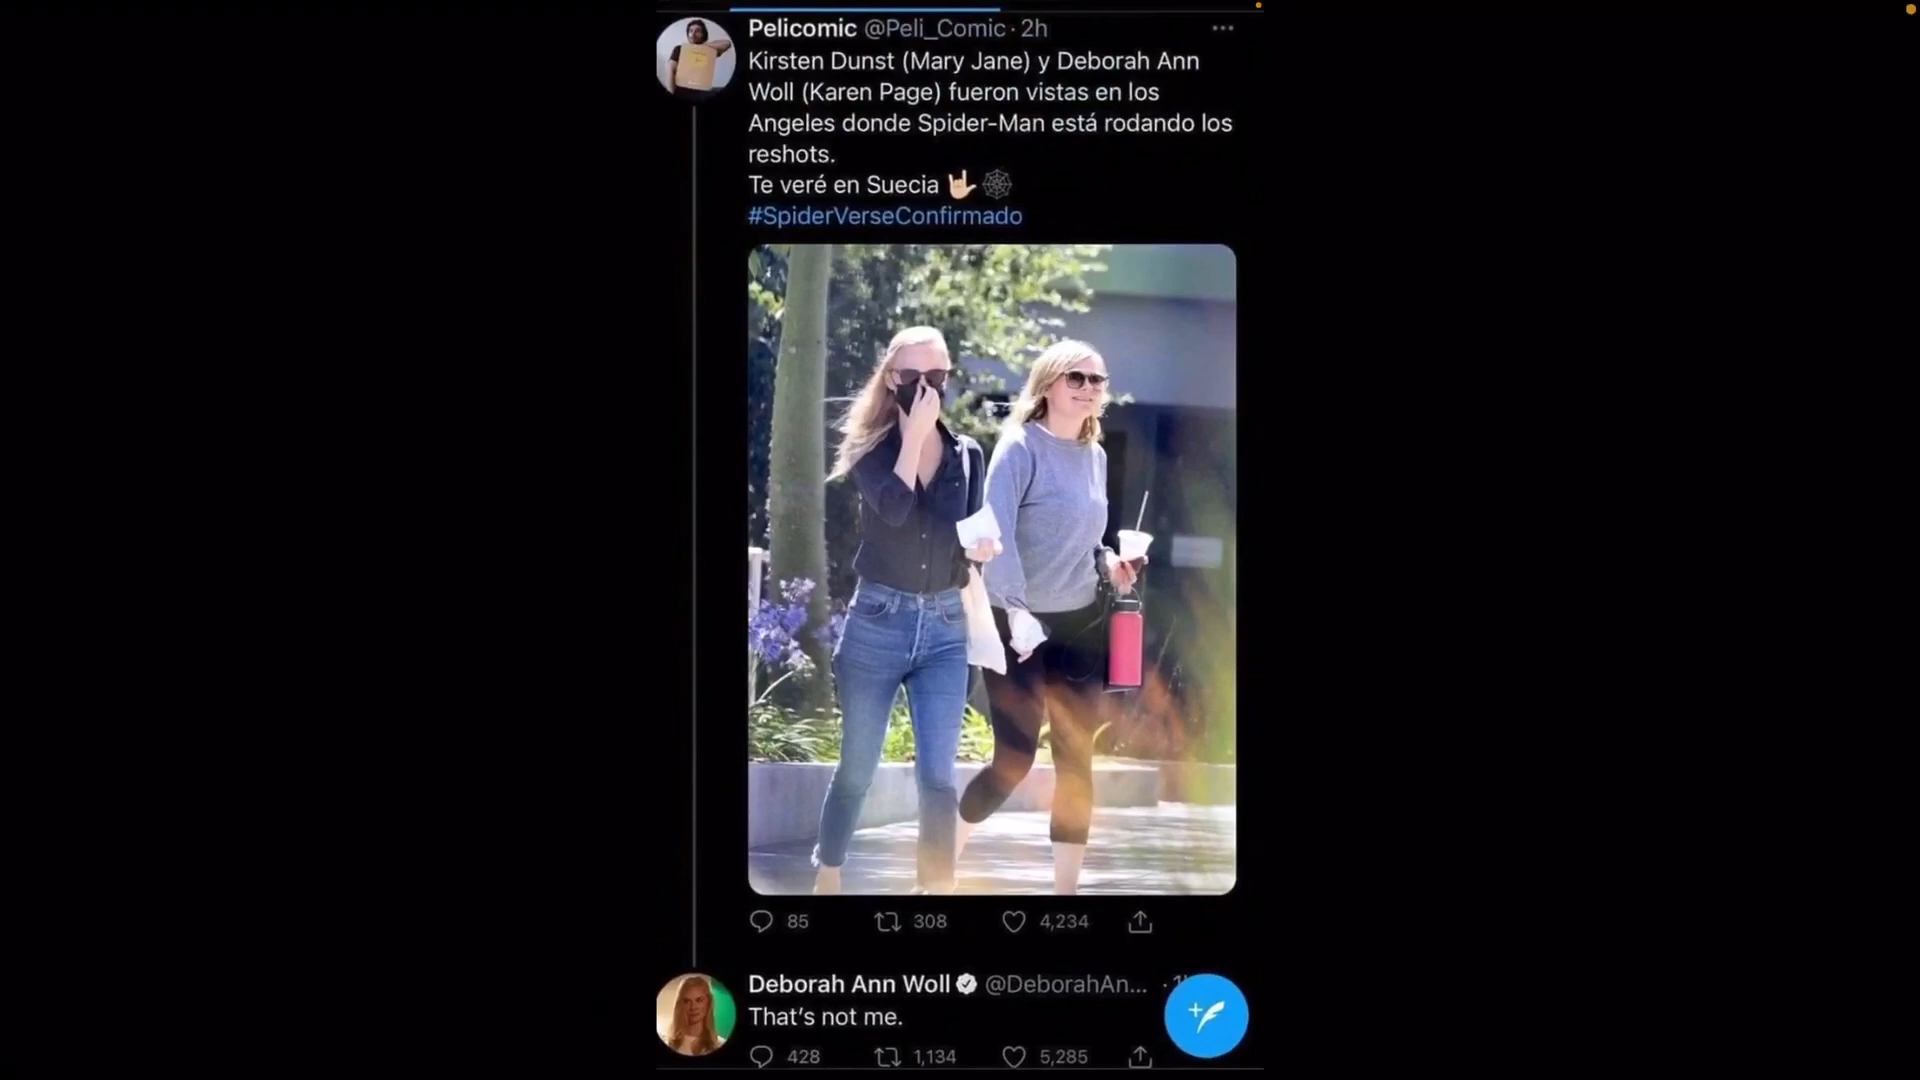 Pelicomic @Peli_Comic · 2h
Kirsten Dunst (Mary Jane) y Deborah Ann
Woll (Karen Page) fueron vistas en los
Angeles donde Spider-Man está rodando los
reshots.
Te veré en Suecia 🤟🏼 🕸
#SpiderVerseConfirmado
85 308 4,234
Deborah Ann Woll @DeborahAn... ·
That's not me.
428 1,134 5,285